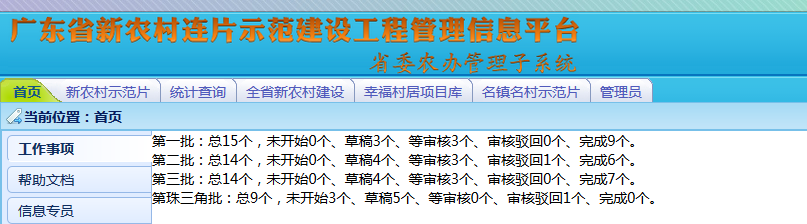 广东省新农村连片示范建设工程管理信息平台
省委农办管理子系统
首页 新农村示范片 统计查询 全省新农村建设 幸福村居项目库 名镇名村示范片 管理员
当前位置：首页
工作事项
帮助文档
信息专员
第一批：总15个，未开始0个、草稿3个、等审核3个、审核驳回0个、完成9个。
第二批：总14个，未开始0个、草稿4个、等审核3个、审核驳回1个、完成6个。
第三批：总14个，未开始0个、草稿4个、等审核3个、审核驳回0个、完成7个。
第珠三角批：总9个，未开始3个、草稿5个、等审核0个、审核驳回1个、完成0个。